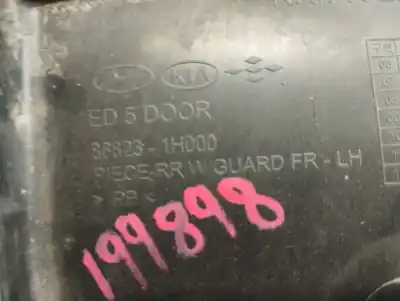 KIA
ED 5 DOOR
86823-1H000
PIECE-RR W/GUARD FR-LH
> PP <
199898